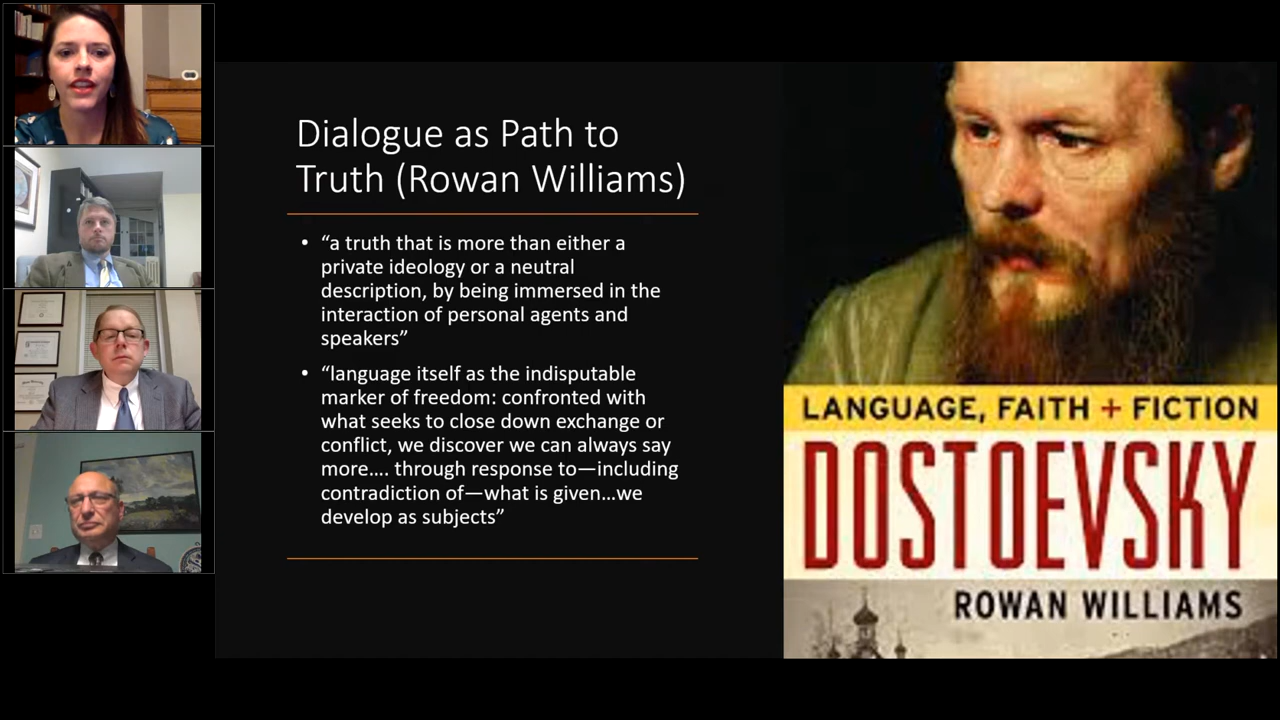 Dialogue as Path to
Truth (Rowan Williams)
• “a truth that is more than either a
private ideology or a neutral
description, by being immersed in the
interaction of personal agents and
speakers”
• “language itself as the indisputable
marker of freedom: confronted with
what seeks to close down exchange or
conflict, we discover we can always say
more…. through response to—including
contradiction of—what is given…we
develop as subjects”
LANGUAGE, FAITH + FICTION
DOSTOEVSKY
ROWAN WILLIAMS